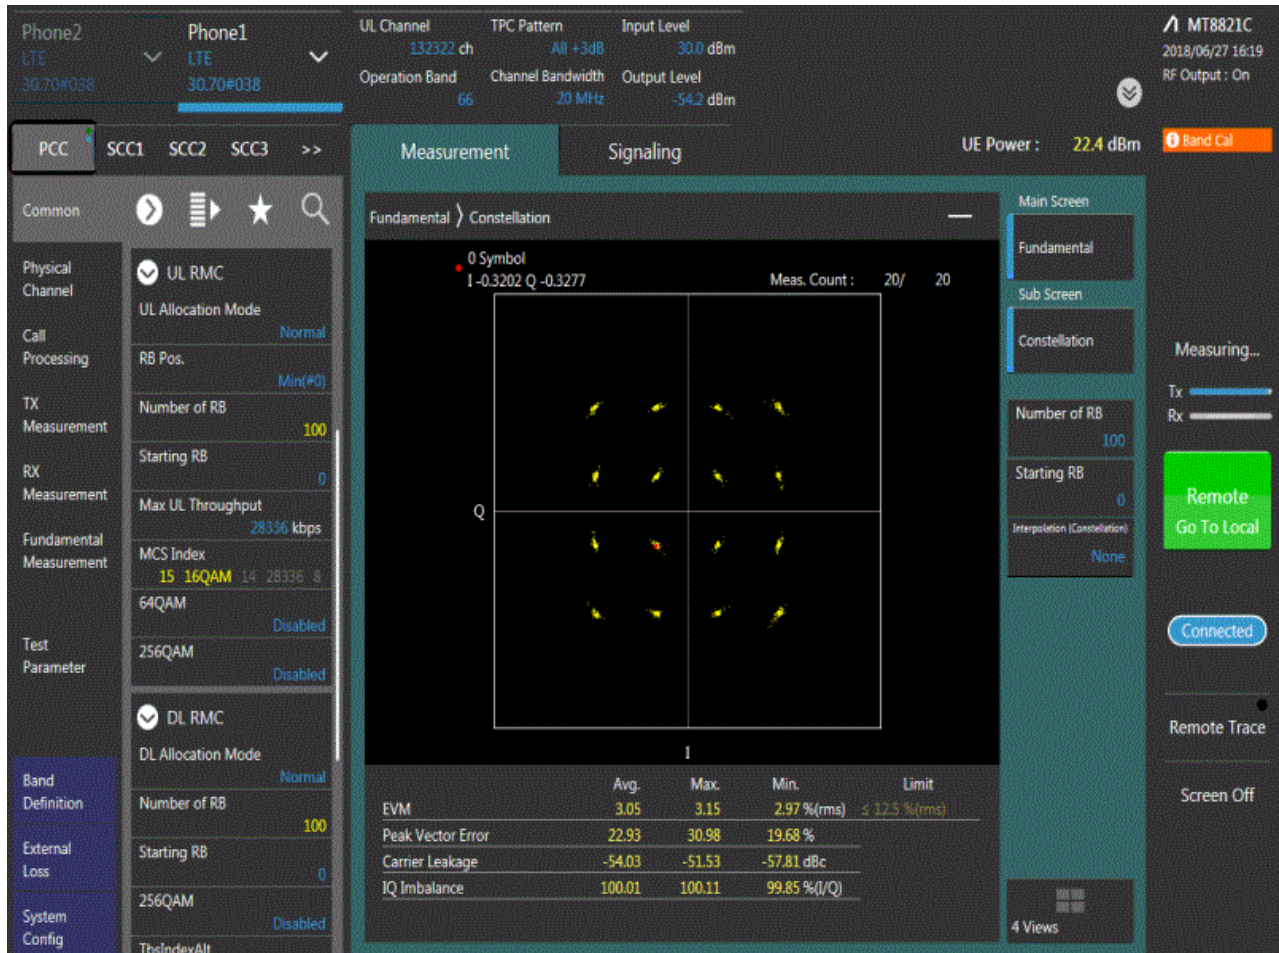 Phone2
LTE
30.70#038
Phone1
LTE
30.70#038
UL Channel
132322 ch
TPC Pattern
All +3dB
Input Level
30.0 dBm
Operation Band
66
Channel Bandwidth
20 MHz
Output Level
-54.2 dBm
MT8821C
2018/06/27 16:19
RF Output : On
PCC SCC1 SCC2 SCC3 >>
Measurement
Signaling
UE Power : 22.4 dBm
Band Cal
Common
Physical
Channel
Call
Processing
TX
Measurement
RX
Measurement
Fundamental
Measurement
Test
Parameter
Band
Definition
External
Loss
System
Config
UL RMC
UL Allocation Mode
Normal
RB Pos.
Min(#0)
Number of RB
100
Starting RB
0
Max UL Throughput
28336 kbps
MCS Index
15 16QAM 14 28336 8
64QAM
Disabled
256QAM
Disabled
DL RMC
DL Allocation Mode
Normal
Number of RB
100
Starting RB
0
256QAM
Disabled
TbsIndexAlt
Fundamental 〉 Constellation
0 Symbol
I -0.3202 Q -0.3277
Meas. Count : 20/ 20
Q
I
Avg. Max. Min. Limit
EVM 3.05 3.15 2.97 %(rms) ≤ 12.5 %(rms)
Peak Vector Error 22.93 30.98 19.68 %
Carrier Leakage -54.03 -51.53 -57.81 dBc
IQ Imbalance 100.01 100.11 99.85 %(I/Q)
Main Screen
Fundamental
Sub Screen
Constellation
Number of RB
100
Starting RB
0
Interpolation (Constellation)
None
4 Views
Measuring...
Tx
Rx
Remote
Go To Local
Connected
Remote Trace
Screen Off